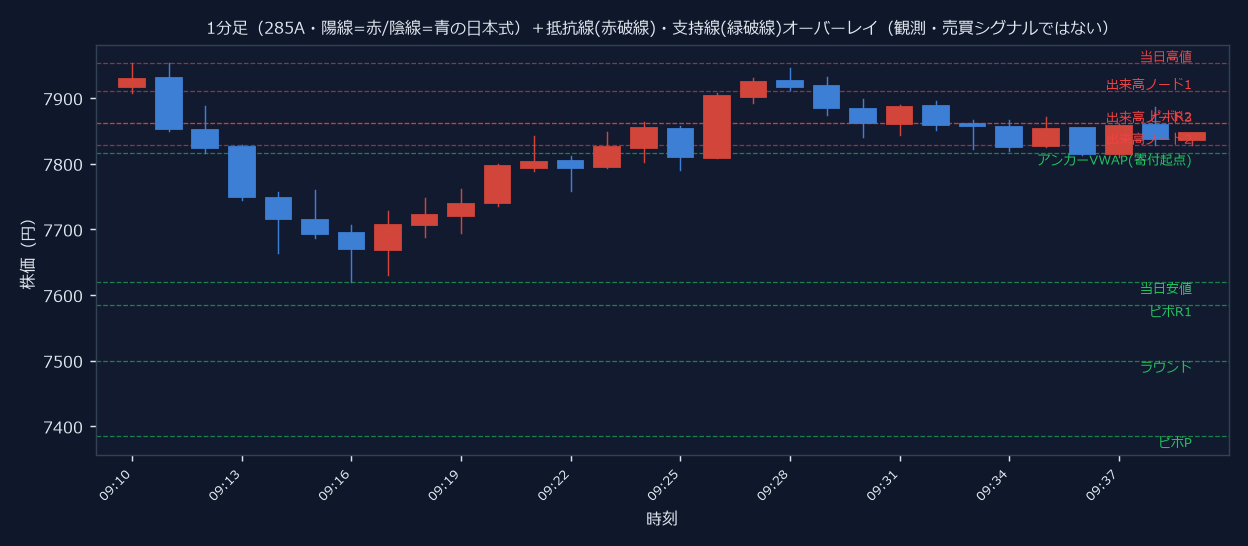 1分足（285A・陽線=赤/陰線=青の日本式）＋抵抗線(赤破線)・支持線(緑破線)オーバーレイ（観測・売買シグナルではない）
当日高値
7900
出来高ノード1
ピボR2
7800
アンカーVWAP(寄付起点)
7700
株価（円）
7600
当日安値
ピボR1
7500
ラウンド
7400
ピボP
09:10
09:13
09:16
09:19
09:22
09:25
09:28
09:31
09:34
09:37
時刻